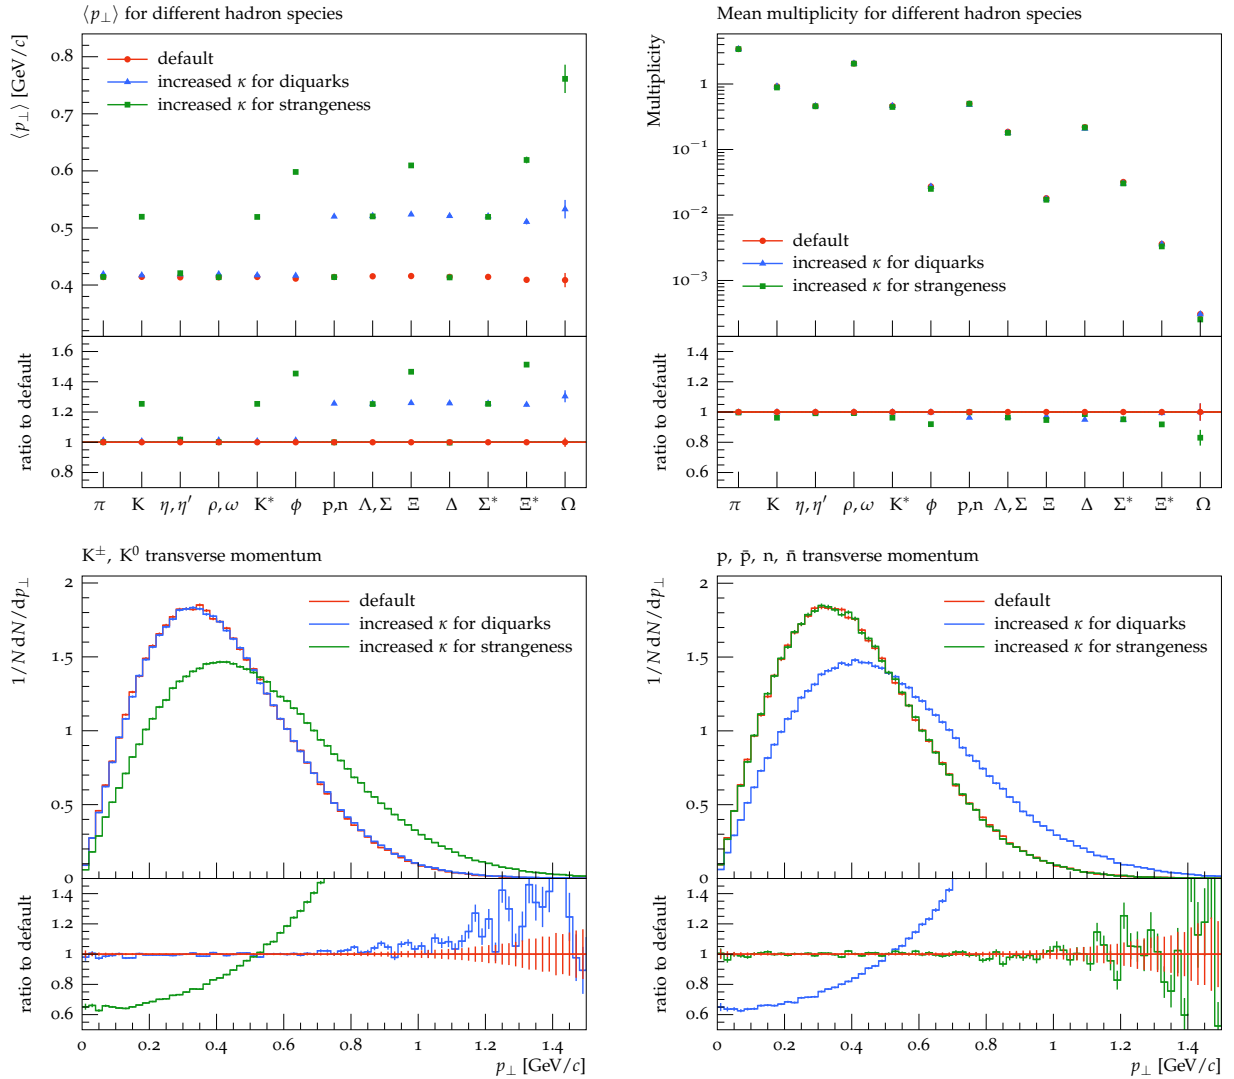 ⟨p⊥⟩ for different hadron species
⟨p⊥⟩ [GeV/c]
default
increased κ for diquarks
increased κ for strangeness
0.8
0.7
0.6
0.5
0.4
ratio to default
1.6
1.4
1.2
1
0.8
π K η, η′ ρ, ω K* ϕ p,n Λ, Σ Ξ Δ Σ* Ξ* Ω
Mean multiplicity for different hadron species
Multiplicity
1
10⁻¹
10⁻²
10⁻³
default
increased κ for diquarks
increased κ for strangeness
ratio to default
1.4
1.2
1
0.8
0.6
π K η, η′ ρ, ω K* ϕ p,n Λ, Σ Ξ Δ Σ* Ξ* Ω
K±, K⁰ transverse momentum
1/N dN/dp⊥
2
default
increased κ for diquarks
increased κ for strangeness
1.5
1
0.5
0
ratio to default
1.4
1.2
1
0.8
0.6
0 0.2 0.4 0.6 0.8 1 1.2 1.4
p⊥ [GeV/c]
p, p̄, n, n̄ transverse momentum
1/N dN/dp⊥
2
default
increased κ for diquarks
increased κ for strangeness
1.5
1
0.5
0
ratio to default
1.4
1.2
1
0.8
0.6
0 0.2 0.4 0.6 0.8 1 1.2 1.4
p⊥ [GeV/c]